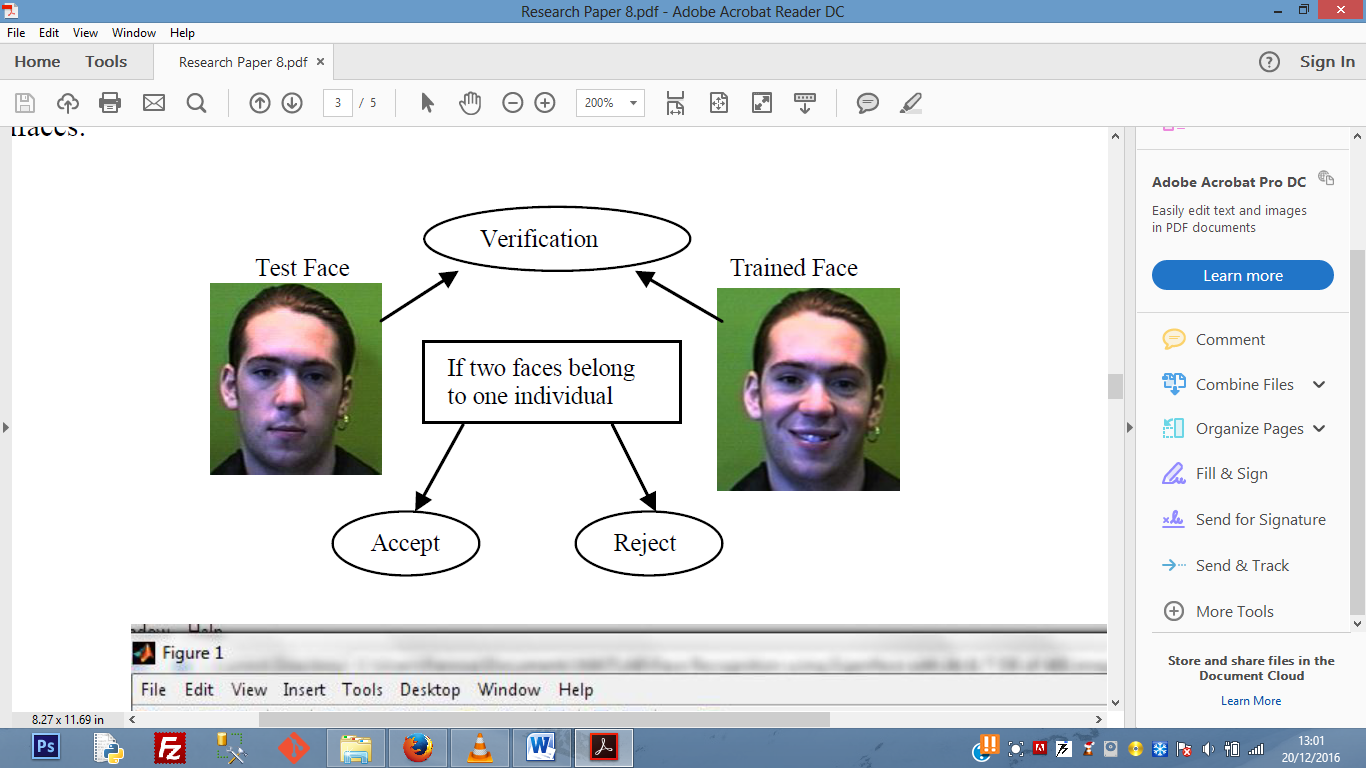 Research Paper 8.pdf - Adobe Acrobat Reader DC
File Edit View Window Help
Home Tools Research Paper 8.pdf × Sign In
3 / 5 200%
Adobe Acrobat Pro DC
Easily edit text and images
in PDF documents
Learn more
Comment
Combine Files
Organize Pages
Fill & Sign
Send for Signature
Send & Track
More Tools
Store and share files in the
Document Cloud
Learn More
Verification
Test Face
Trained Face
If two faces belong
to one individual
Accept
Reject
Help
Figure 1
File Edit View Insert Tools Desktop Window Help
8.27 x 11.69 in
Ps
Fz
W
13:01
20/12/2016